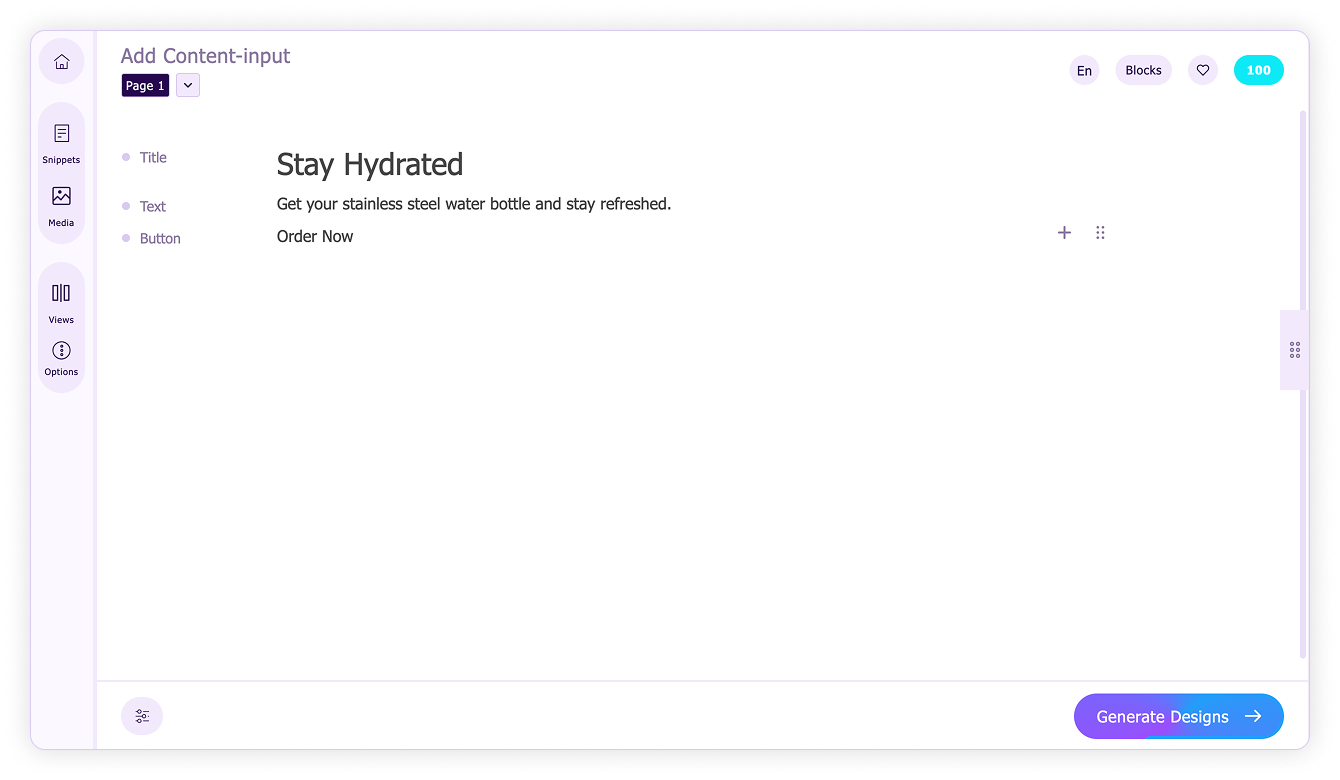 Add Content-input
Page 1
En
Blocks
100
Snippets
Media
Views
Options
Title
Stay Hydrated
Text
Get your stainless steel water bottle and stay refreshed.
Button
Order Now
Generate Designs